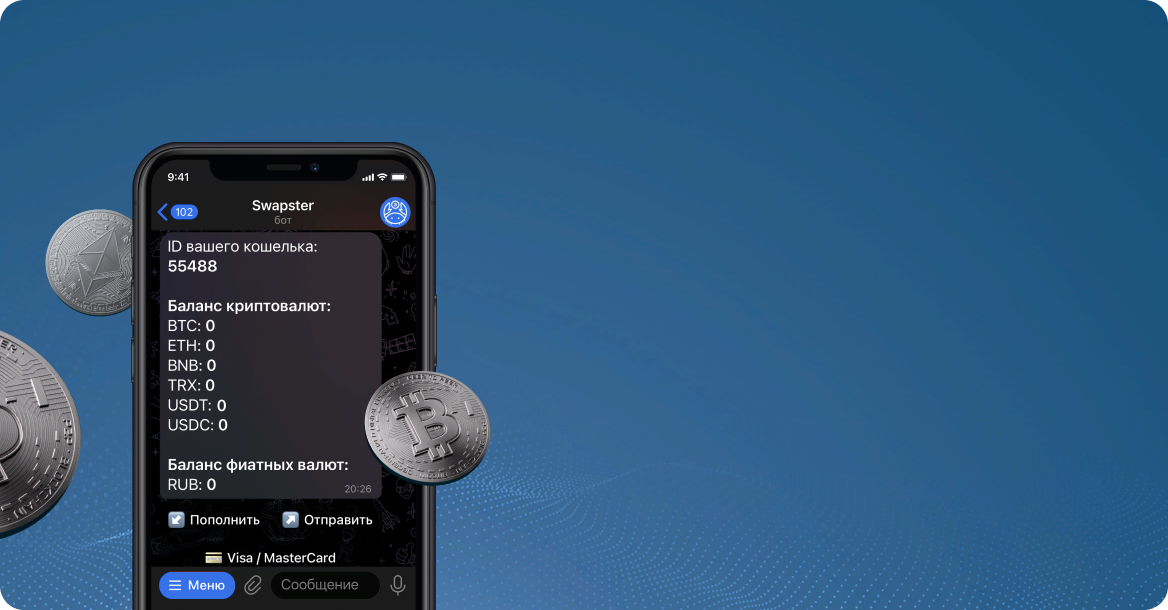 9:41
102
Swapster
бот
ID вашего кошелька:
55488
Баланс криптовалют:
BTC: 0
ETH: 0
BNB: 0
TRX: 0
USDT: 0
USDC: 0
Баланс фиатных валют:
RUB: 0
20:26
Пополнить
Отправить
Visa / MasterCard
Меню
Сообщение